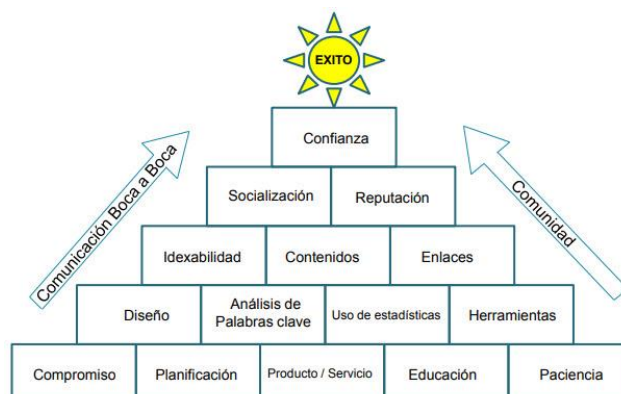 EXITO
Confianza
Socialización
Reputación
Idexabilidad
Contenidos
Enlaces
Diseño
Análisis de
Palabras clave
Uso de estadísticas
Herramientas
Compromiso
Planificación
Producto / Servicio
Educación
Paciencia
Comunicación Boca a Boca
Comunidad